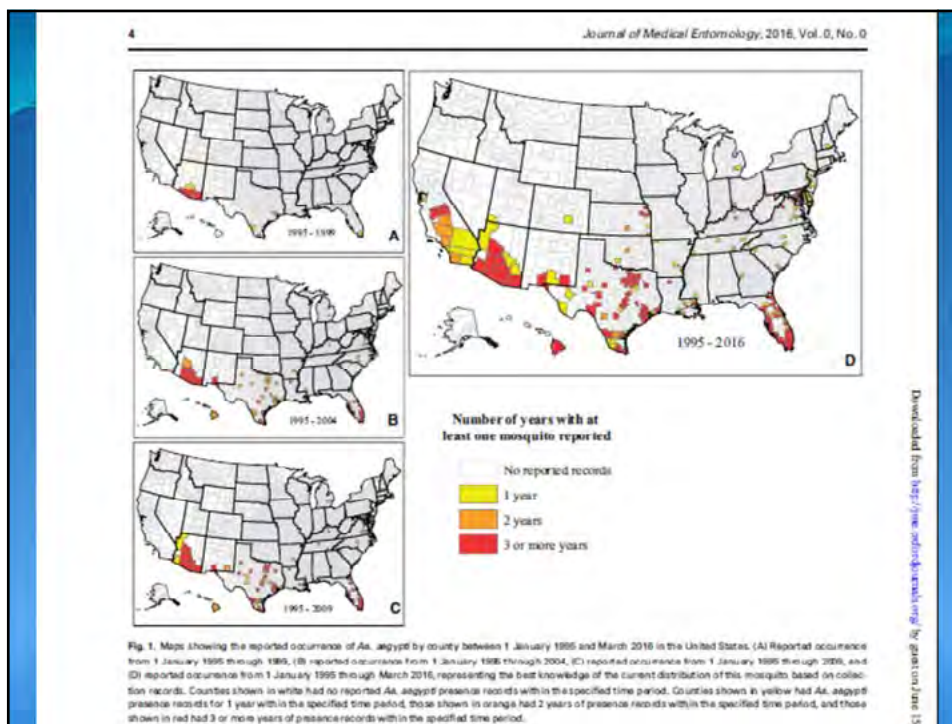 4
Journal of Medical Entomology, 2016, Vol. 0, No. 0
1995 - 1999
A
1995 - 2004
B
1995 - 2009
C
1995 - 2016
D
Number of years with at
least one mosquito reported
No reported records
1 year
2 years
3 or more years
Downloaded from http://jme.oxfordjournals.org/ by guest on June 15
Fig. 1. Maps showing the reported occurrence of Ae. aegypti by county between 1 January 1995 and March 2016 in the United States. (A) Reported occurrence
from 1 January 1995 through 1999, (B) reported occurrence from 1 January 1995 through 2004, (C) reported occurrence from 1 January 1995 through 2009, and
(D) reported occurrence from 1 January 1995 through March 2016, representing the best knowledge of the current distribution of this mosquito based on collec-
tion records. Counties shown in white had no reported Ae. aegypti presence records within the specified time period. Counties shown in yellow had Ae. aegypti
presence records for 1 year within the specified time period, those shown in orange had 2 years of presence records within the specified time period, and those
shown in red had 3 or more years of presence records within the specified time period.